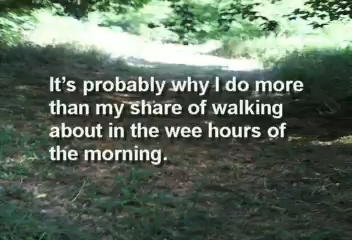 It's probably why I do more
than my share of walking
about in the wee hours of
the morning.